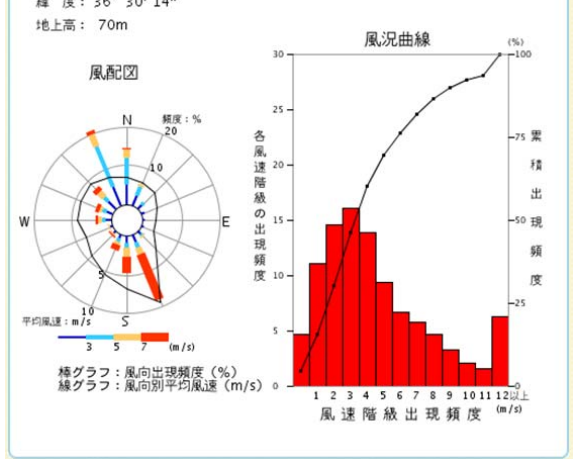 緯 度: 36° 30' 14"
地上高: 70m
風配図
頻度:%
N
20
10
W
E
5
10
S
平均風速:m/s
3 5 7 (m/s)
棒グラフ:風向出現頻度(%)
線グラフ:風向別平均風速(m/s)
風況曲線
(%)
30
25
20
15
10
5
0
各風速階級の出現頻度
100
75
50
25
0
累積出現頻度
1 2 3 4 5 6 7 8 9 10 11 12以上
(m/s)
風速階級出現頻度